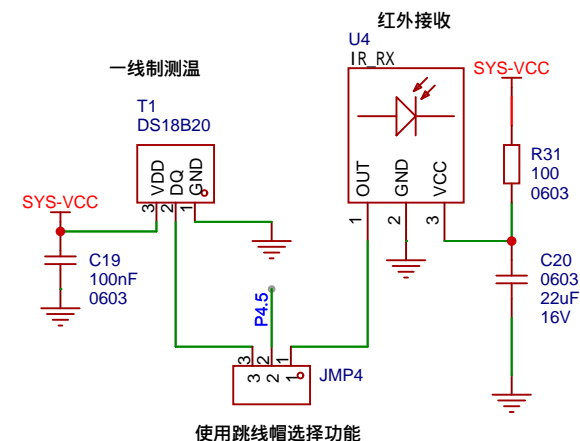 红外接收
U4
IR_RX
SYS-VCC
一线制测温
T1
DS18B20
VDD
DQ
GND
3
2
1
SYS-VCC
C19
100nF
0603
OUT
GND
VCC
1
2
3
R31
100
0603
C20
0603
22uF
16V
P4.5
3
2
1
3
2
1
JMP4
使用跳线帽选择功能